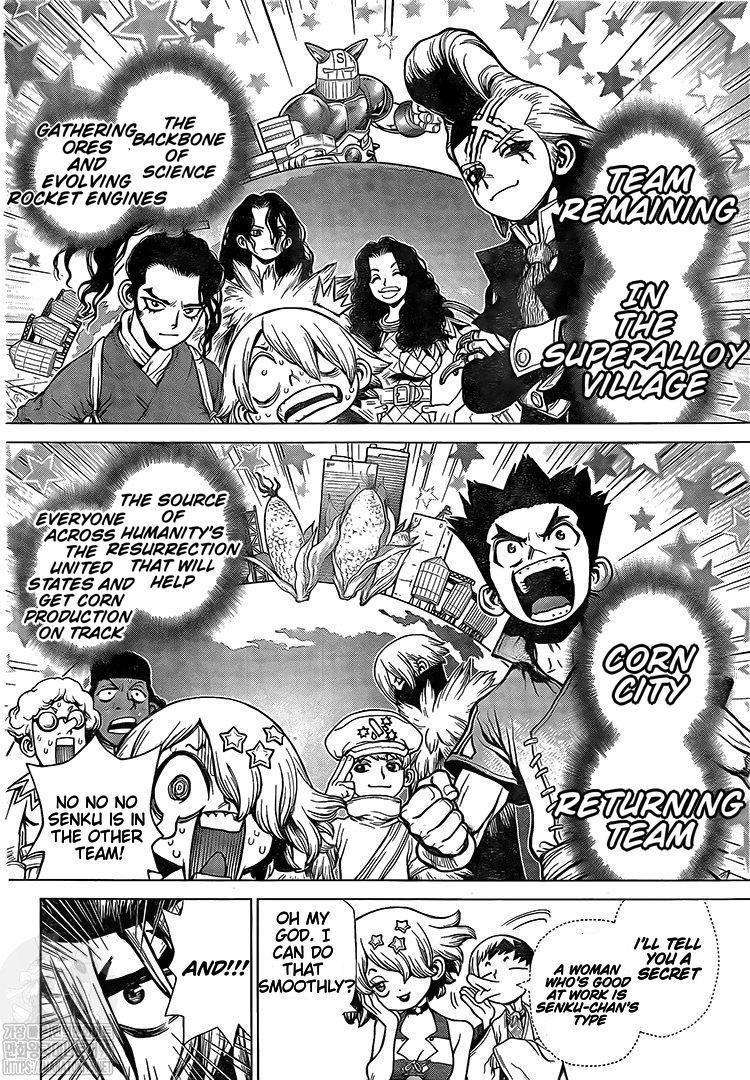 TEAM
REMAINING
IN
THE
SUPERALLOY
VILLAGE
THE
BACKBONE
OF
SCIENCE
GATHERING
ORES
AND
EVOLVING
ROCKET ENGINES
S
CORN
CITY
RETURNING
TEAM
THE SOURCE
OF
HUMANITY'S
RESURRECTION
THAT WILL
HELP
EVERYONE
ACROSS
THE
UNITED
STATES AND
GET CORN
PRODUCTION
ON TRACK
NO NO NO
SENKU IS IN
THE OTHER
TEAM!
I'LL TELL
YOU A
SECRET
A WOMAN
WHO'S GOOD
AT WORK IS
SENKU-CHAN'S
TYPE
OH MY
GOD. I
CAN DO
THAT
SMOOTHLY?
AND!!!